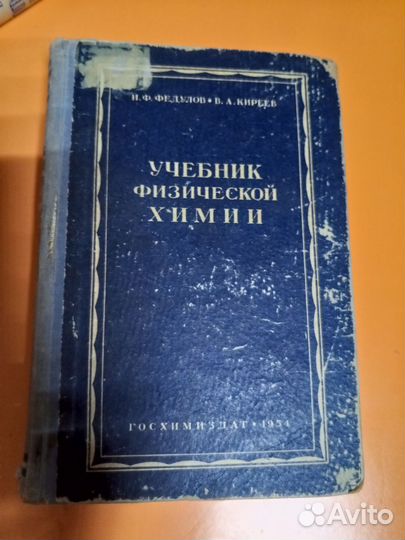 И. Ф. ФЕДУЛОВ • В. А. КИРЕЕВ
УЧЕБНИК
ФИЗИЧЕСКОЙ
ХИМИИ
ГОСХИМИЗДАТ • 1954
Avito